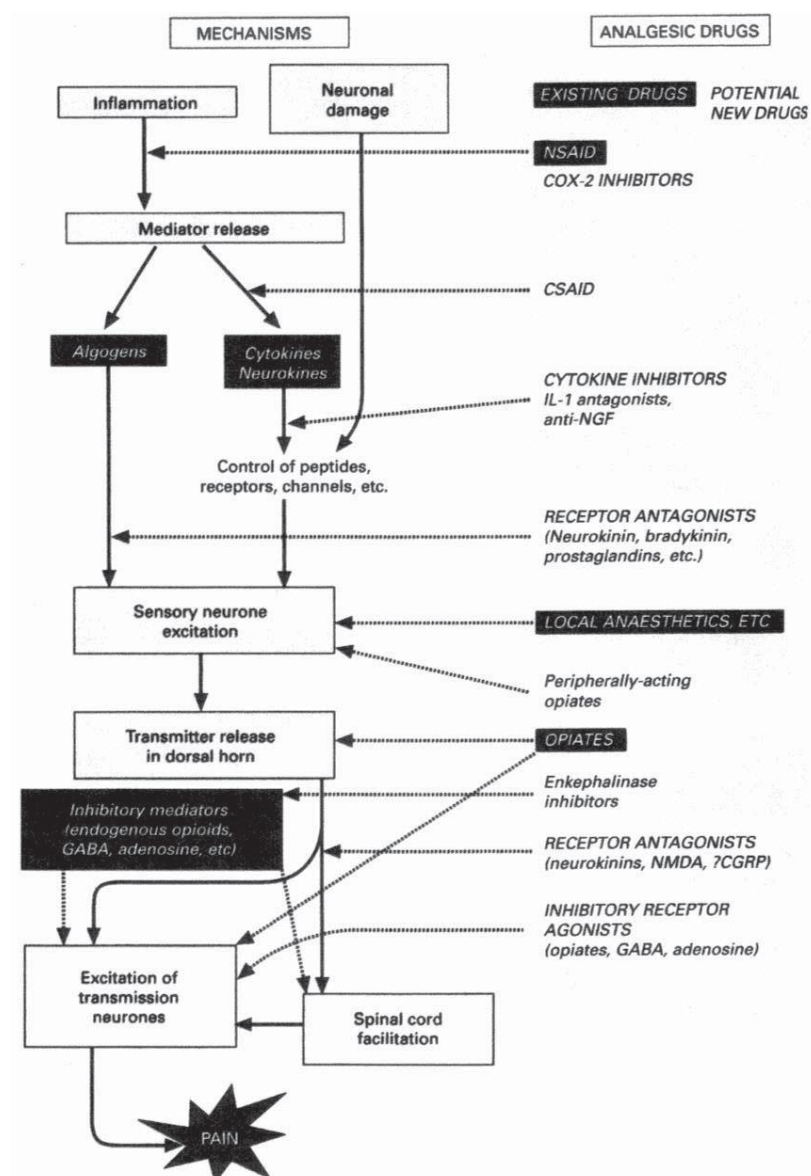 MECHANISMS
ANALGESIC DRUGS
Inflammation
Neuronal
damage
EXISTING DRUGS
POTENTIAL
NEW DRUGS
NSAID
COX-2 INHIBITORS
Mediator release
CSAID
Algogens
Cytokines
Neurokines
CYTOKINE INHIBITORS
IL-1 antagonists,
anti-NGF
Control of peptides,
receptors, channels, etc.
RECEPTOR ANTAGONISTS
(Neurokinin, bradykinin,
prostaglandins, etc.)
Sensory neurone
excitation
LOCAL ANAESTHETICS, ETC
Peripherally-acting
opiates
Transmitter release
in dorsal horn
OPIATES
Inhibitory mediators
(endogenous opioids,
GABA, adenosine, etc)
Enkephalinase
inhibitors
RECEPTOR ANTAGONISTS
(neurokinins, NMDA, ?CGRP)
INHIBITORY RECEPTOR
AGONISTS
(opiates, GABA, adenosine)
Excitation of
transmission
neurones
Spinal cord
facilitation
PAIN